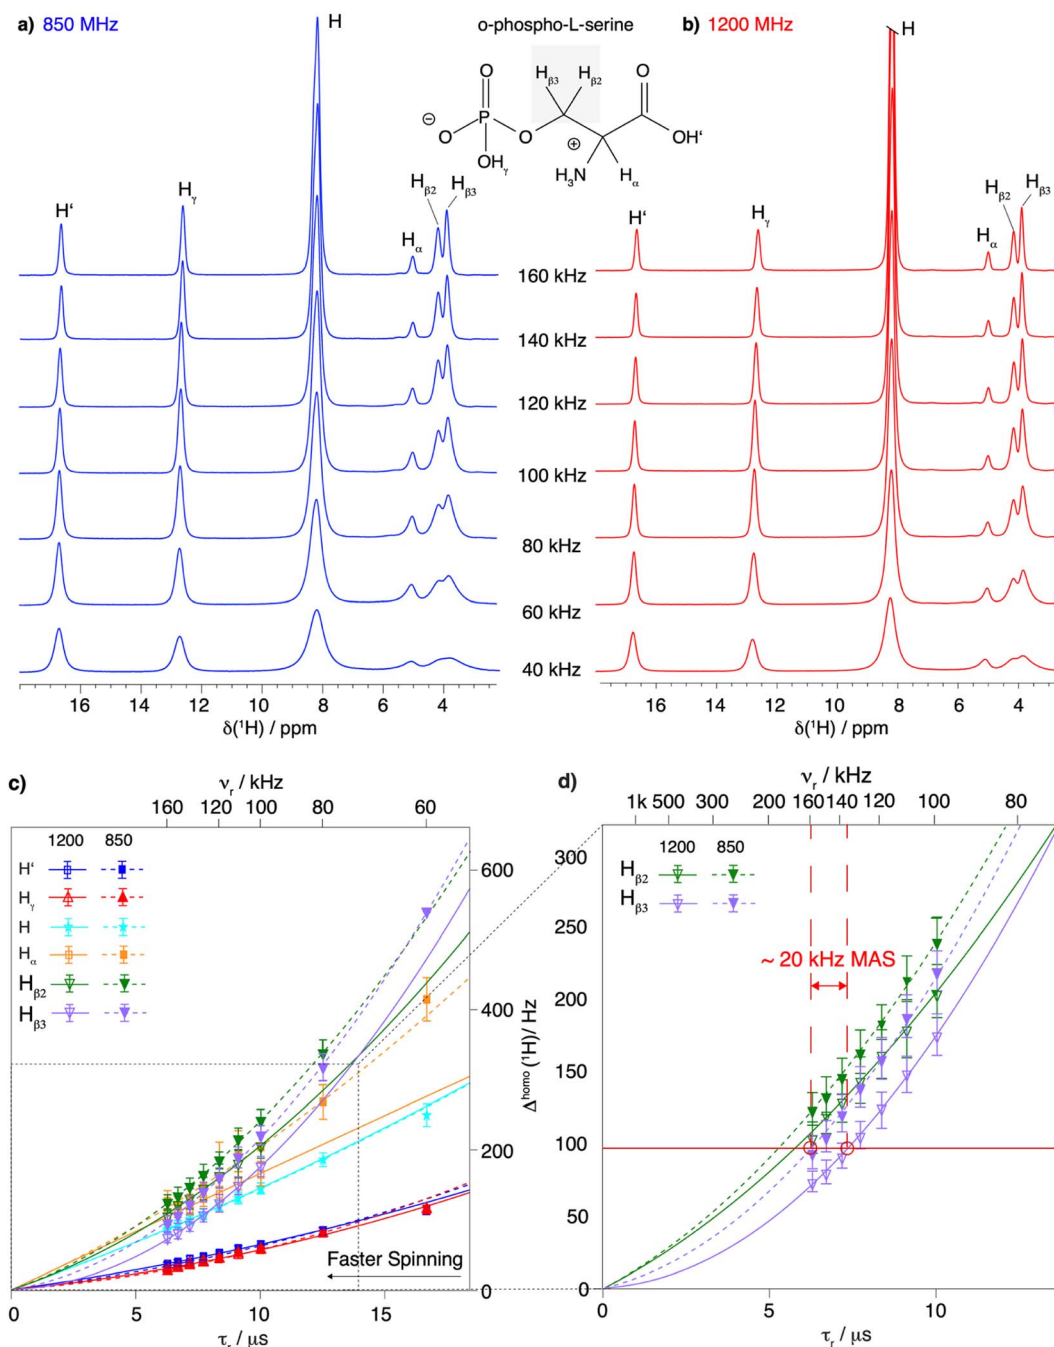 a) 850 MHz
H
o-phospho-L-serine
b) 1200 MHz
H
Hβ3 Hβ2
O O
⊖ O P O ⊕ OH'
OHγ H3N Hα
H' Hγ Hα Hβ2 Hβ3
H' Hγ Hα Hβ2 Hβ3
160 kHz
140 kHz
120 kHz
100 kHz
80 kHz
60 kHz
40 kHz
16 14 12 10 8 6 4
δ(¹H) / ppm
16 14 12 10 8 6 4
δ(¹H) / ppm
c)
νr / kHz
160 120 100 80 60
1200 850
H'
Hγ
H
Hα
Hβ2
Hβ3
600
400
200
0
Δhomo(¹H)/ Hz
Faster Spinning
0 5 10 15
τr / µs
d)
νr / kHz
1k 500 300 200 160 140 120 100 80
1200 850
Hβ2
Hβ3
~ 20 kHz MAS
300
250
200
150
100
50
0
0 5 10
τr / µs